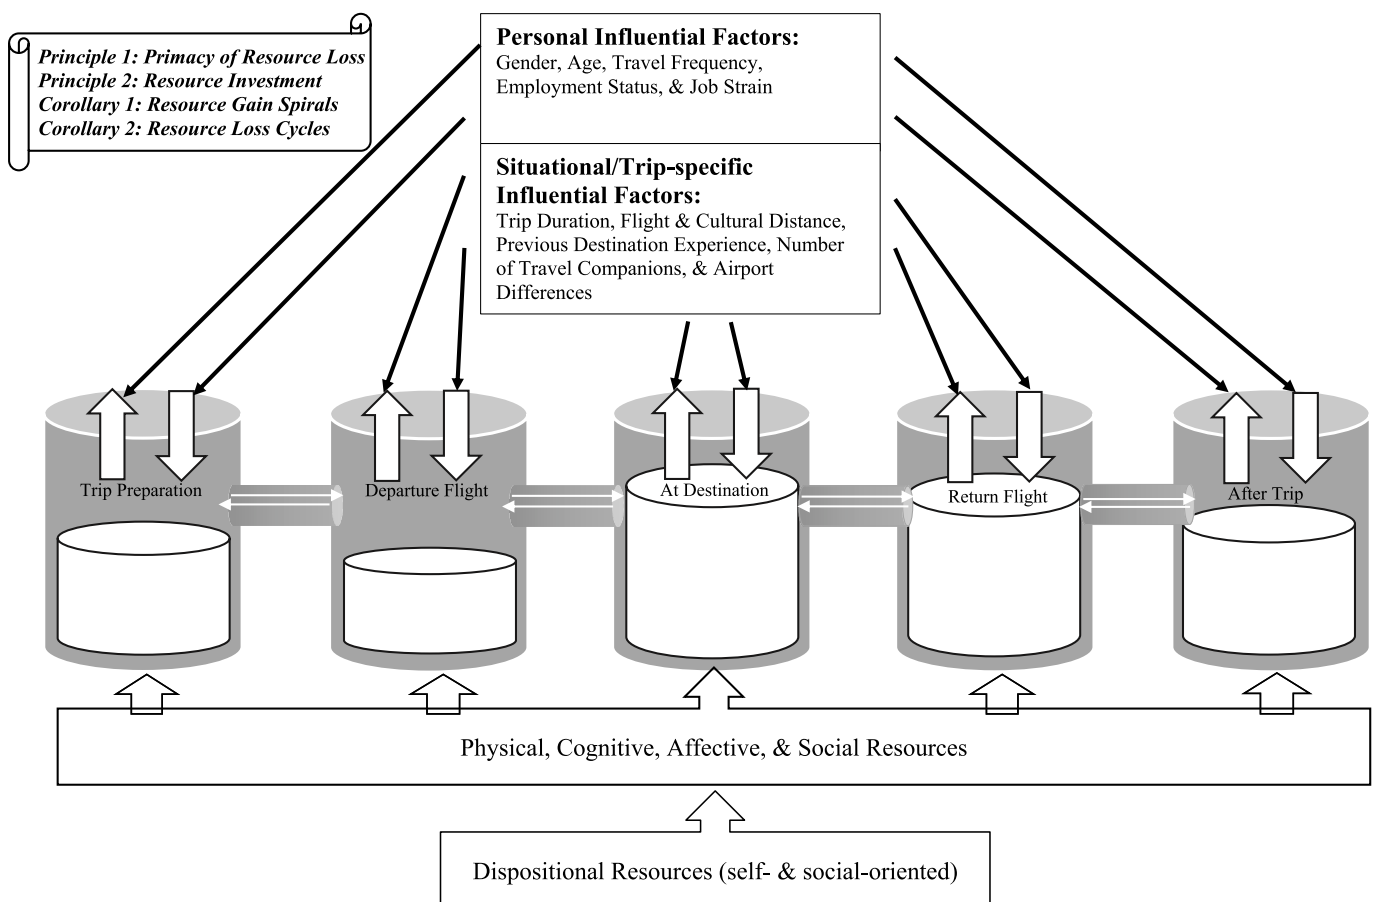 Principle 1: Primacy of Resource Loss
Principle 2: Resource Investment
Corollary 1: Resource Gain Spirals
Corollary 2: Resource Loss Cycles
Personal Influential Factors:
Gender, Age, Travel Frequency,
Employment Status, & Job Strain
Situational/Trip-specific
Influential Factors:
Trip Duration, Flight & Cultural Distance,
Previous Destination Experience, Number
of Travel Companions, & Airport
Differences
Trip Preparation
Departure Flight
At Destination
Return Flight
After Trip
Physical, Cognitive, Affective, & Social Resources
Dispositional Resources (self- & social-oriented)